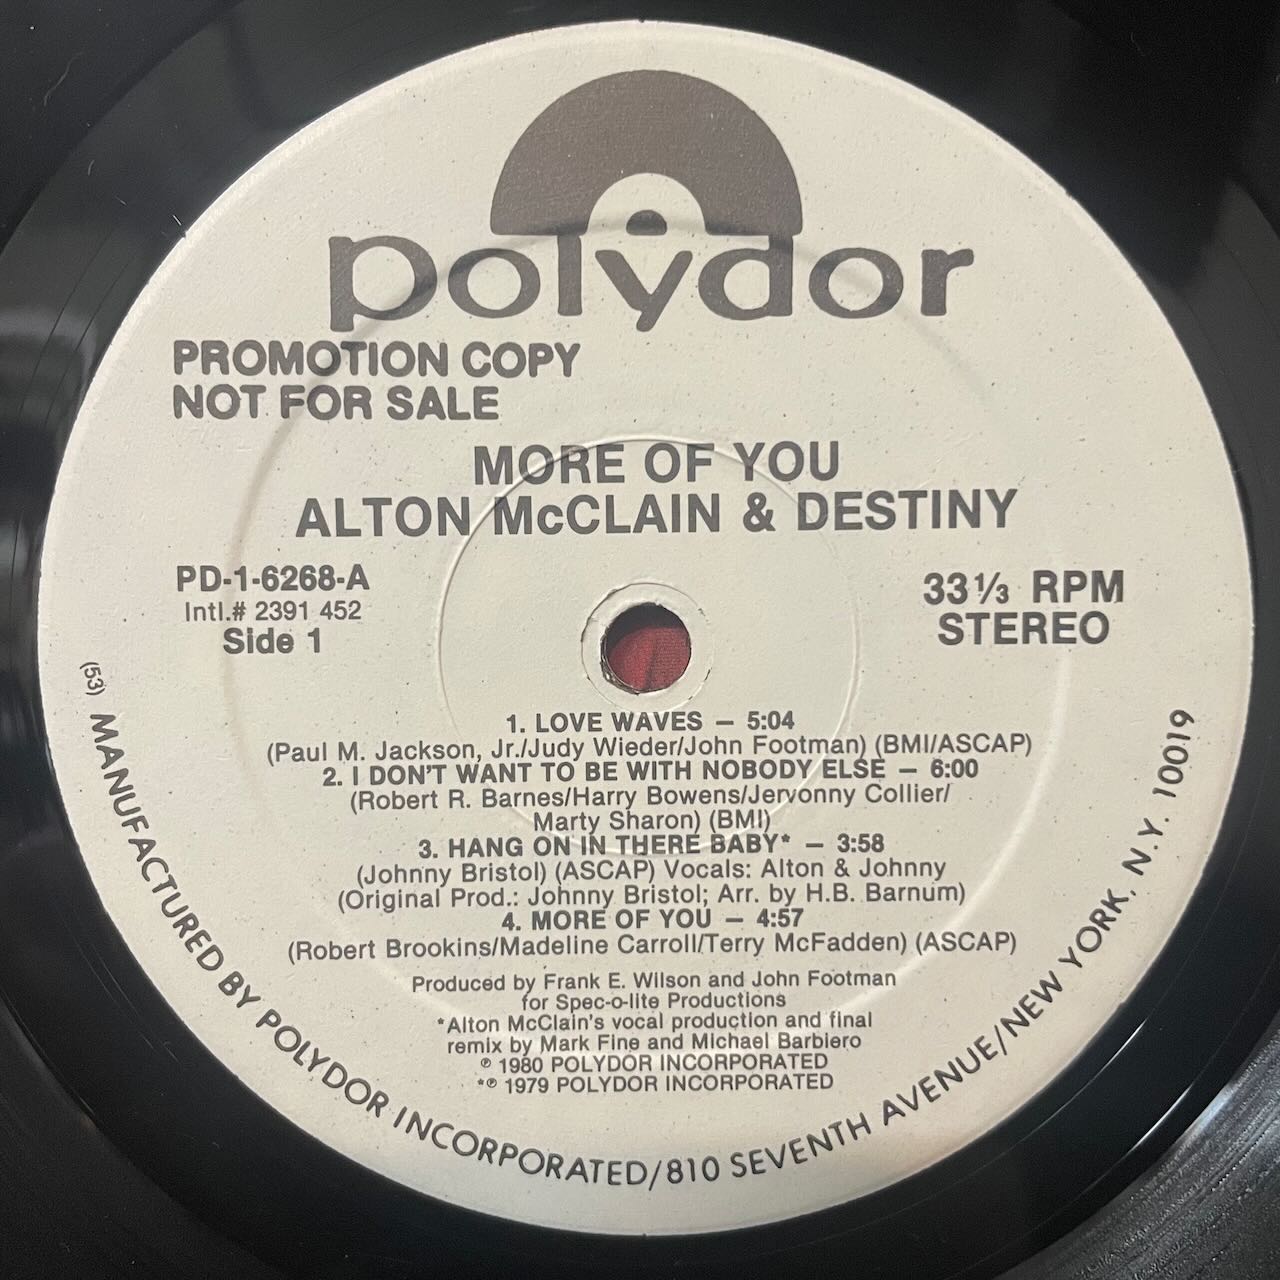 polydor
PROMOTION COPY
NOT FOR SALE
MORE OF YOU
ALTON McCLAIN & DESTINY
PD-1-6268-A
Intl.# 2391 452
Side 1
33⅓ RPM
STEREO
1. LOVE WAVES — 5:04
(Paul M. Jackson, Jr./Judy Wieder/John Footman) (BMI/ASCAP)
2. I DON'T WANT TO BE WITH NOBODY ELSE — 6:00
(Robert R. Barnes/Harry Bowens/Jervonny Collier/
Marty Sharon) (BMI)
3. HANG ON IN THERE BABY* — 3:58
(Johnny Bristol) (ASCAP) Vocals: Alton & Johnny
(Original Prod.: Johnny Bristol; Arr. by H.B. Barnum)
4. MORE OF YOU — 4:57
(Robert Brookins/Madeline Carroll/Terry McFadden) (ASCAP)
Produced by Frank E. Wilson and John Footman
for Spec-o-lite Productions
*Alton McClain's vocal production and final
remix by Mark Fine and Michael Barbiero
℗ 1980 POLYDOR INCORPORATED
*℗ 1979 POLYDOR INCORPORATED
(53) MANUFACTURED BY POLYDOR INCORPORATED/810 SEVENTH AVENUE/NEW YORK, N.Y. 10019